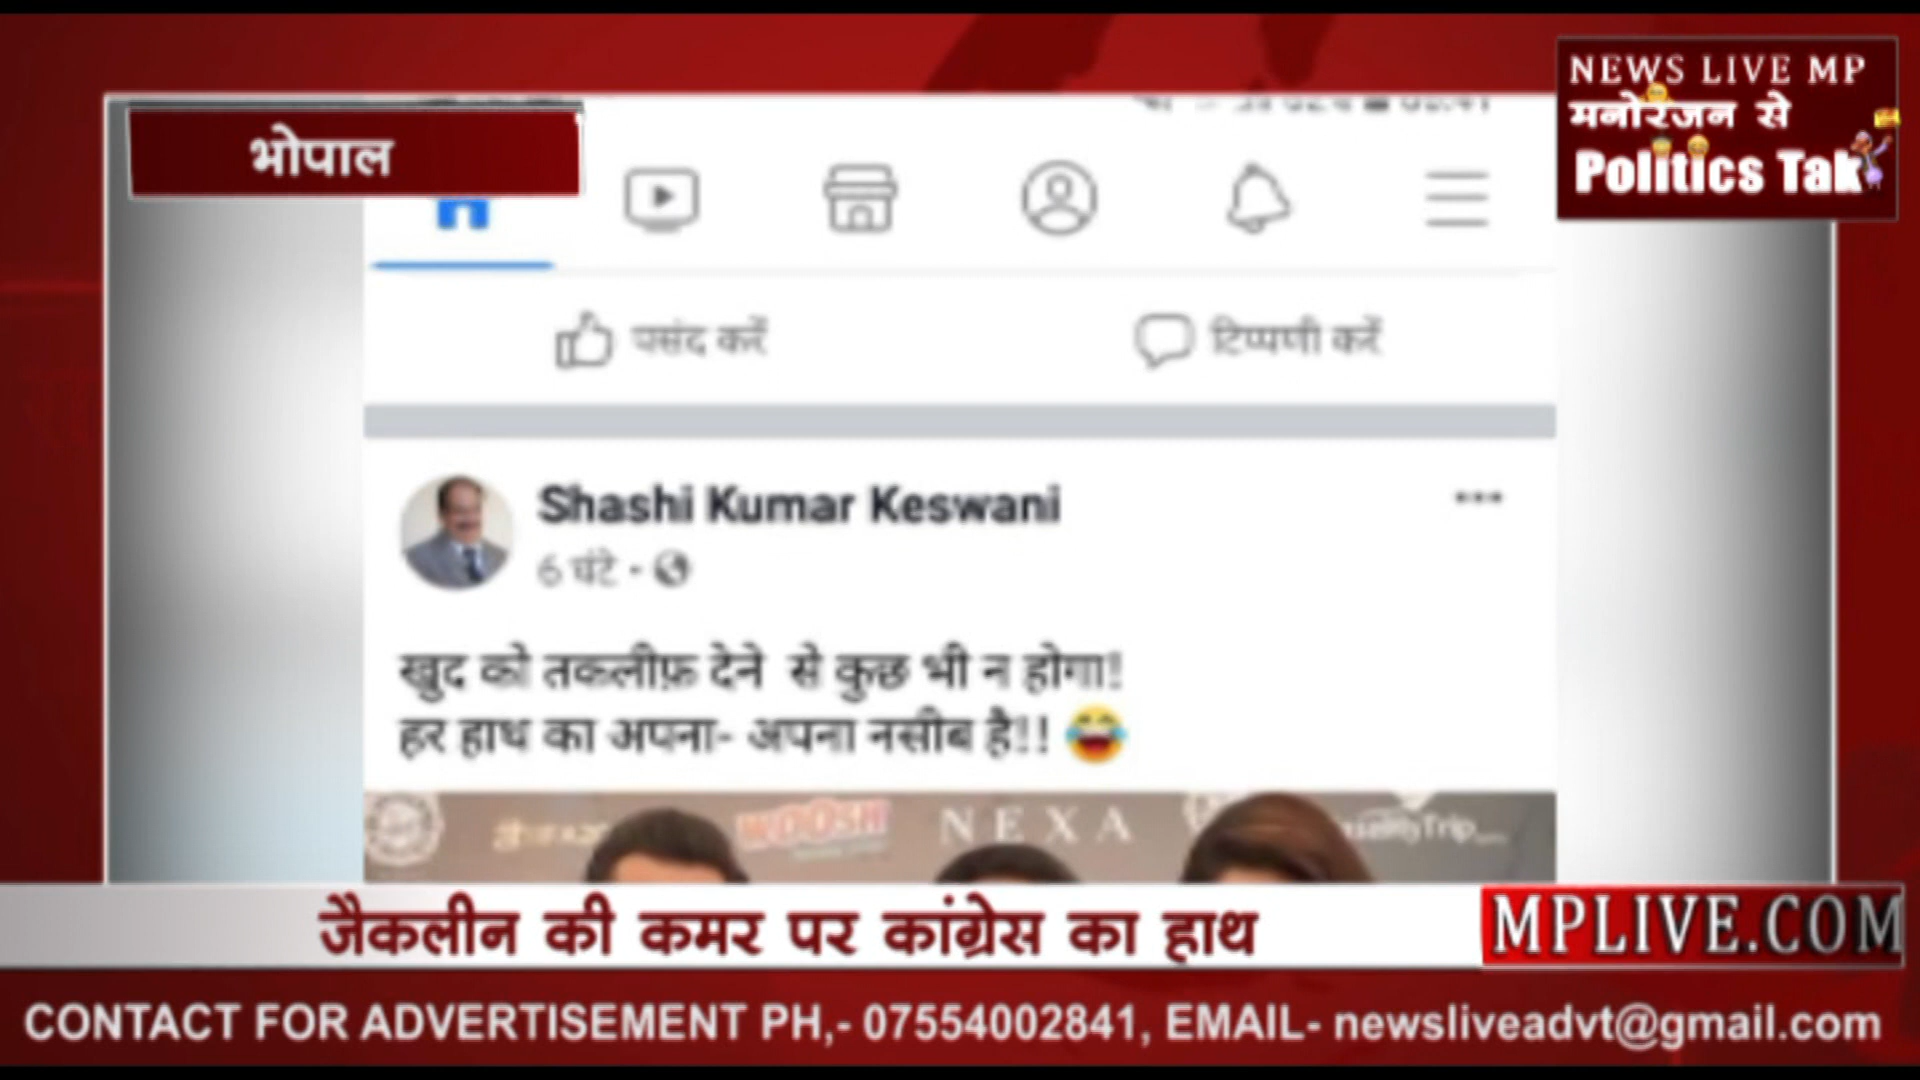 NEWS LIVE MP
मनोरंजन से
Politics Tak
भोपाल
पसंद करें
टिप्पणी करें
Shashi Kumar Keswani
6 घंटे
खुद को तकलीफ़ देने से कुछ भी न होगा!
हर हाथ का अपना- अपना नसीब है!! 😂
WOOSH
NEXA
जैकलीन की कमर पर कांग्रेस का हाथ
MPLIVE.COM
CONTACT FOR ADVERTISEMENT PH,- 07554002841, EMAIL- newsliveadvt@gmail.com